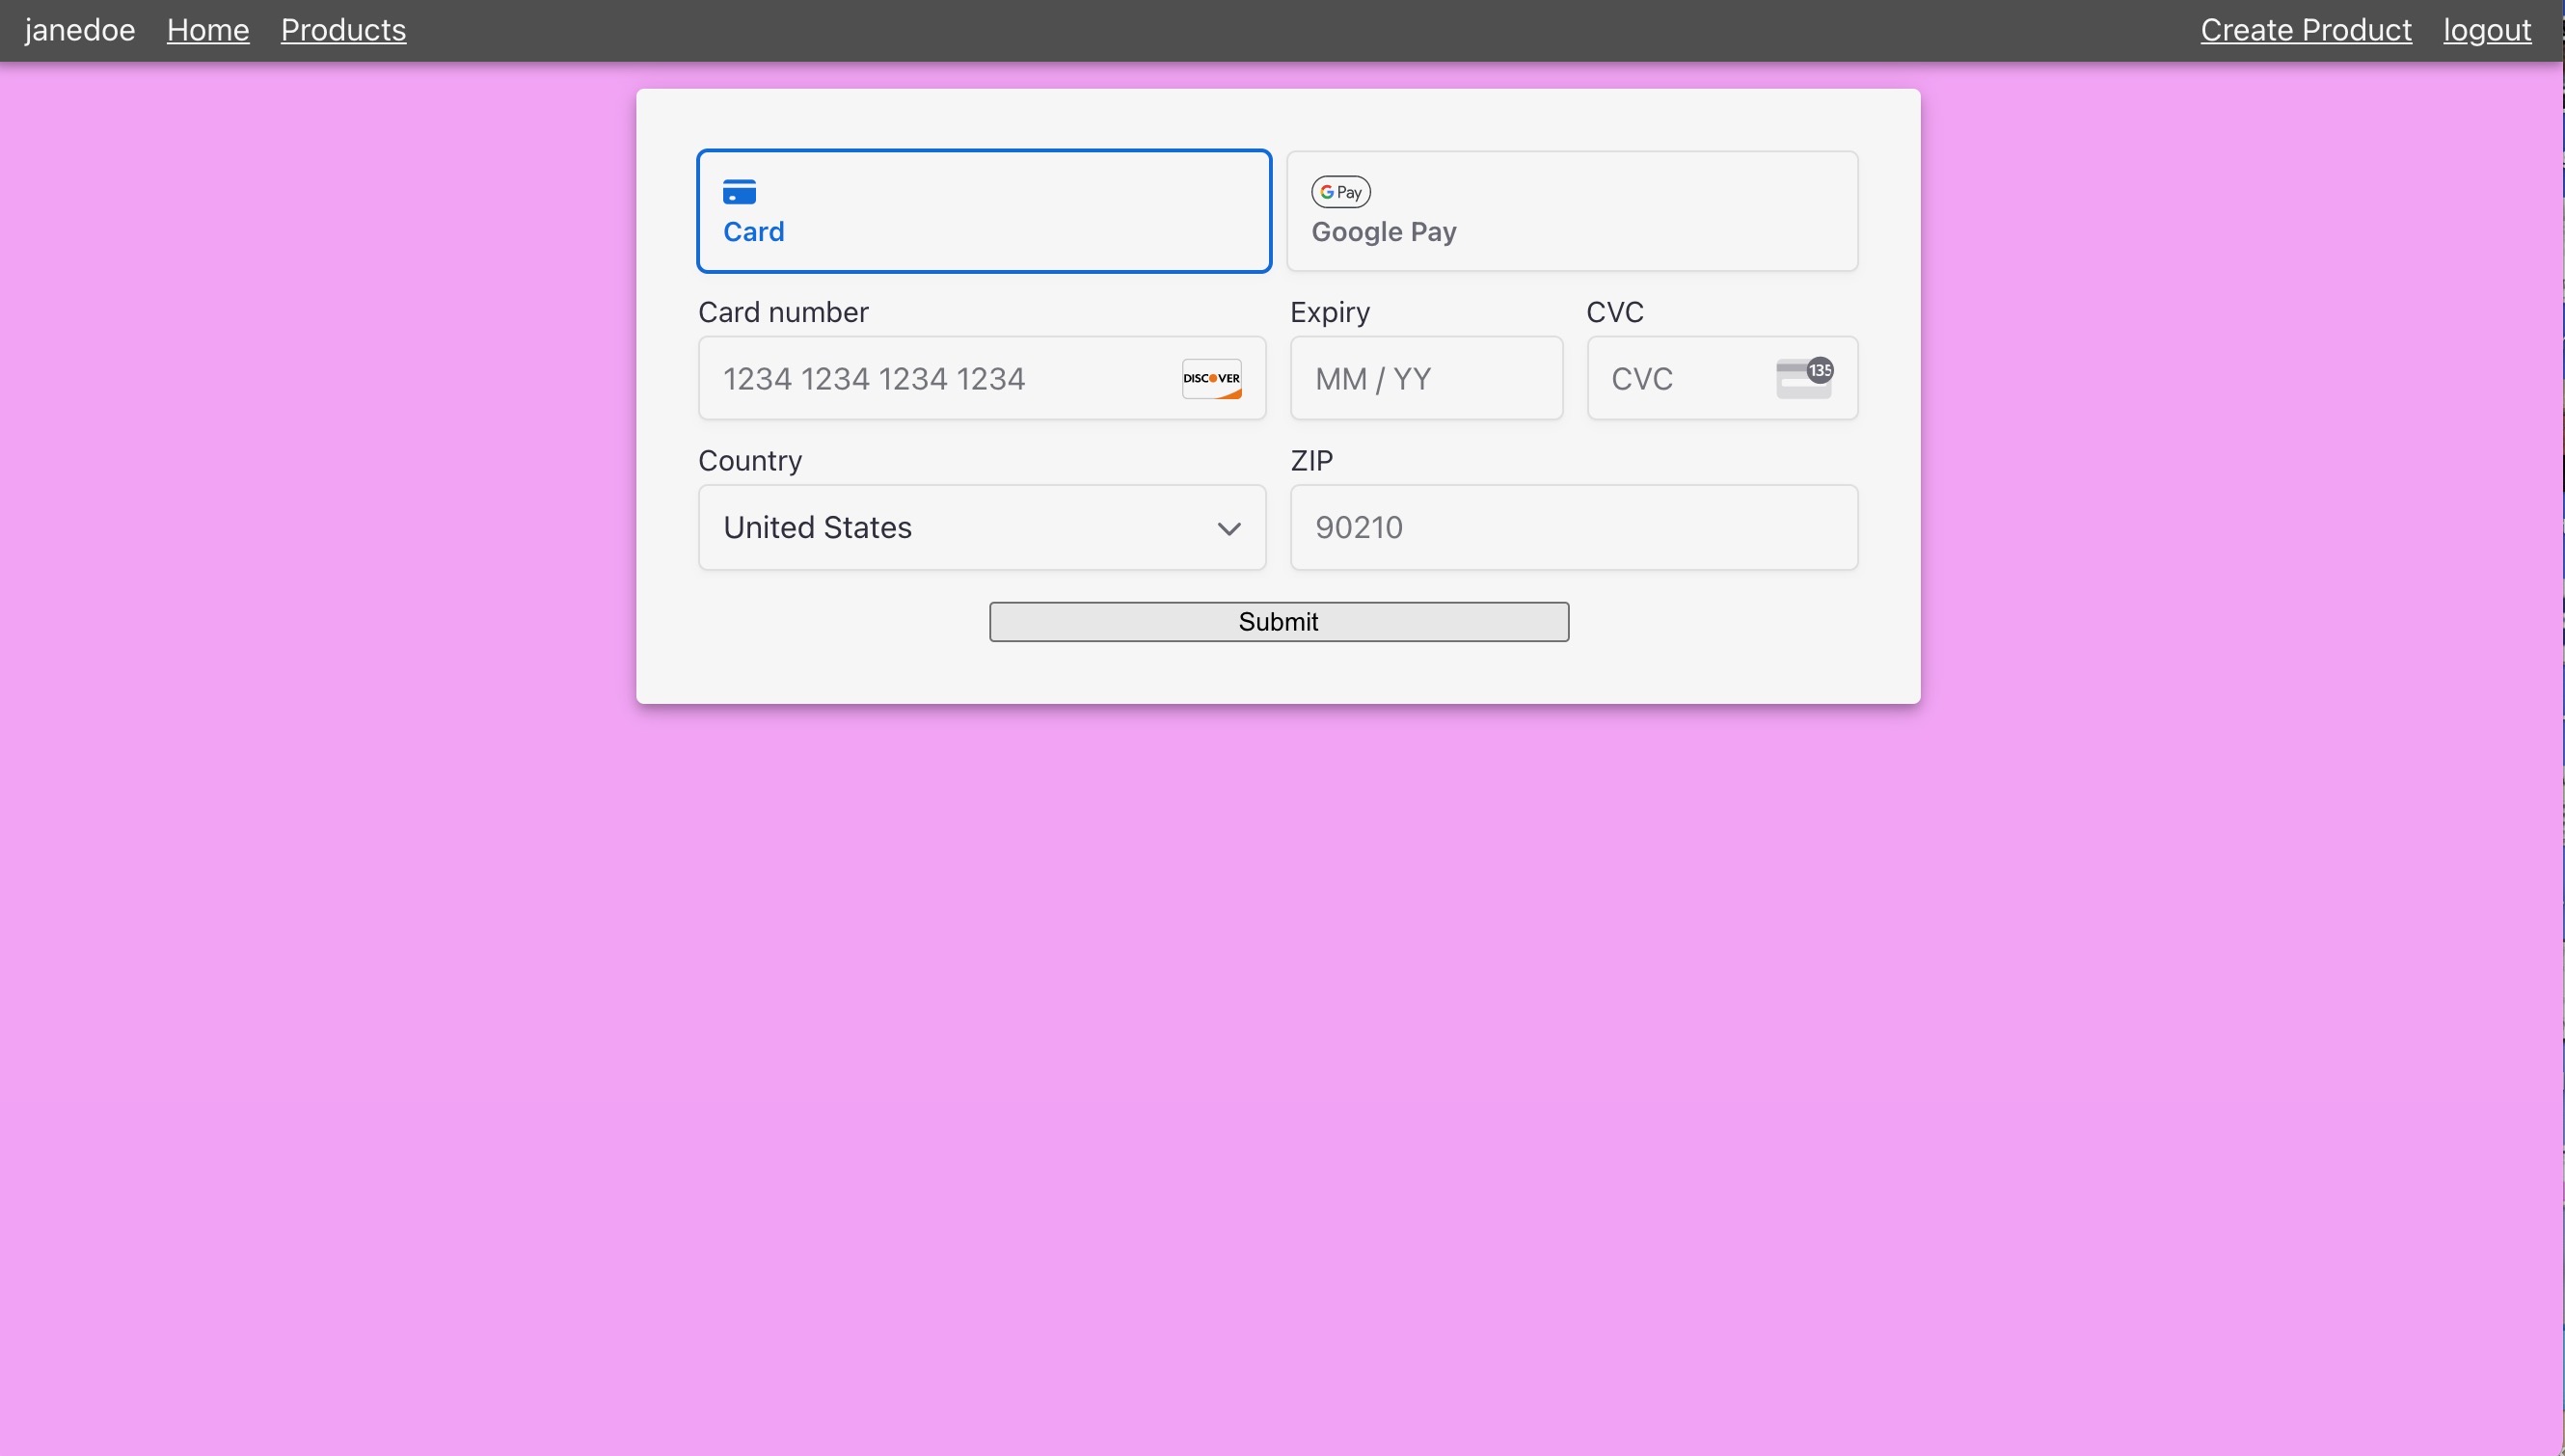 janedoe Home Products Create Product logout
G Pay
Card Google Pay
Card number Expiry CVC
1234 1234 1234 1234 DISCOVER MM / YY CVC 135
Country ZIP
United States 90210
Submit